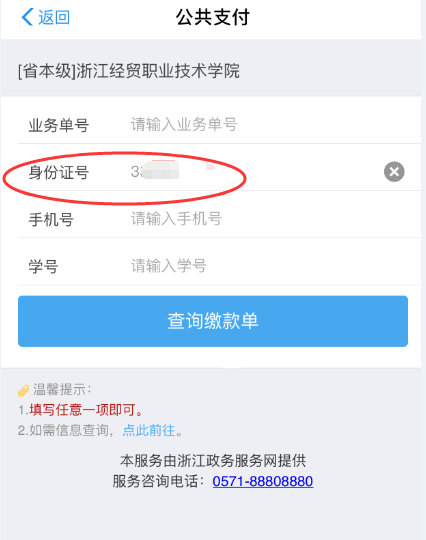 返回 公共支付
[省本级]浙江经贸职业技术学院
业务单号 请输入业务单号
身份证号 3
手机号 请输入手机号
学号 请输入学号
查询缴款单
温馨提示：
1.填写任意一项即可。
2.如需信息查询，点此前往。
本服务由浙江政务服务网提供
服务咨询电话：0571-88808880